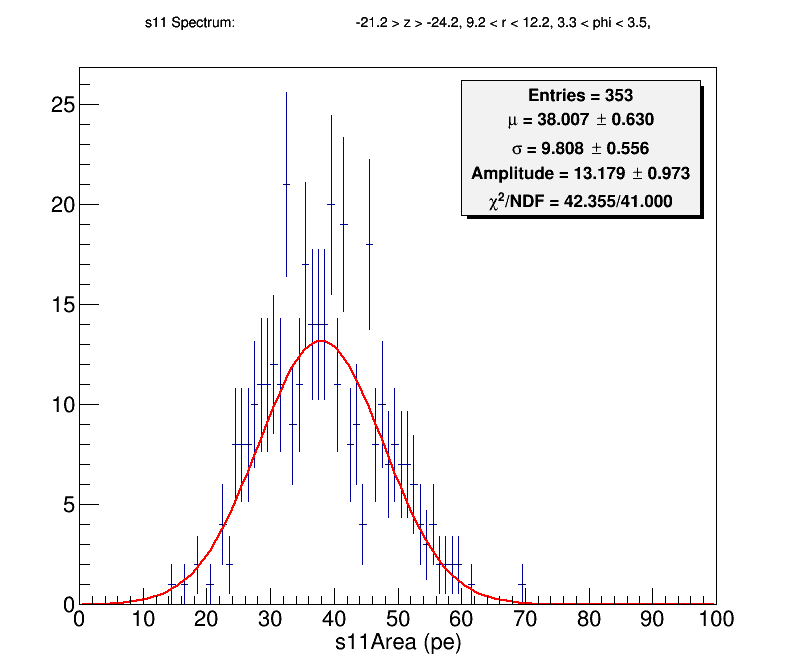 s11 Spectrum: -21.2 > z > -24.2, 9.2 < r < 12.2, 3.3 < phi < 3.5,
Entries = 353
μ = 38.007 ± 0.630
σ = 9.808 ± 0.556
Amplitude = 13.179 ± 0.973
χ²/NDF = 42.355/41.000
25
20
15
10
5
0
0 10 20 30 40 50 60 70 80 90 100
s11Area (pe)